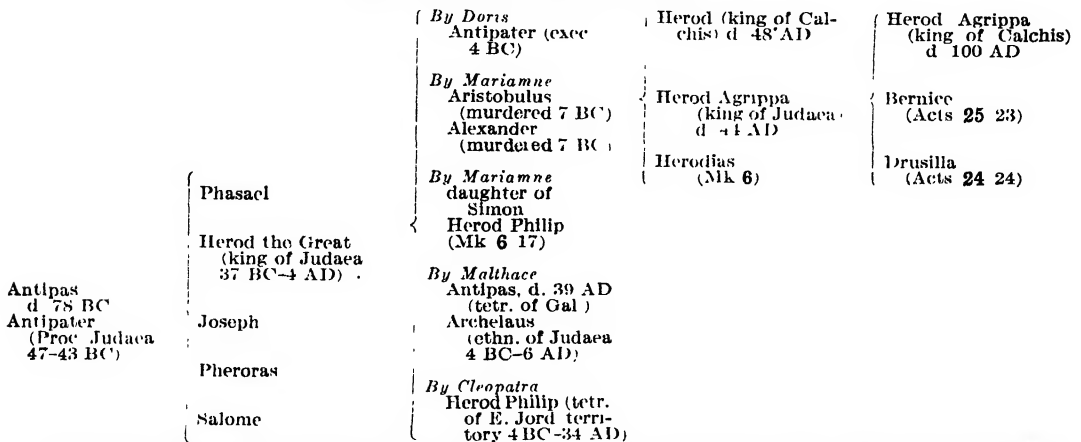 Antipas
d 78 BC
Antipater
(Proc Judaea
47-43 BC)
Phasael
Herod the Great
(king of Judaea
37 BC-4 AD) .
Joseph
Pheroras
Salome
By Doris
Antipater (exec
4 BC)
By Mariamne
Aristobulus
(murdered 7 BC)
Alexander
(murdered 7 BC)
By Mariamne
daughter of
Simon
Herod Philip
(Mk 6 17)
By Malthace
Antipas, d. 39 AD
(tetr. of Gal )
Archelaus
(ethn. of Judaea
4 BC-6 AD)
By Cleopatra
Herod Philip (tetr.
of E. Jord terri-
tory 4 BC-34 AD)
Herod (king of Cal-
chis) d 48 AD
Herod Agrippa
(king of Judaea)
d 44 AD
Herodias
(Mk 6)
Herod Agrippa
(king of Calchis)
d 100 AD
Bernice
(Acts 25 23)
Drusilla
(Acts 24 24)